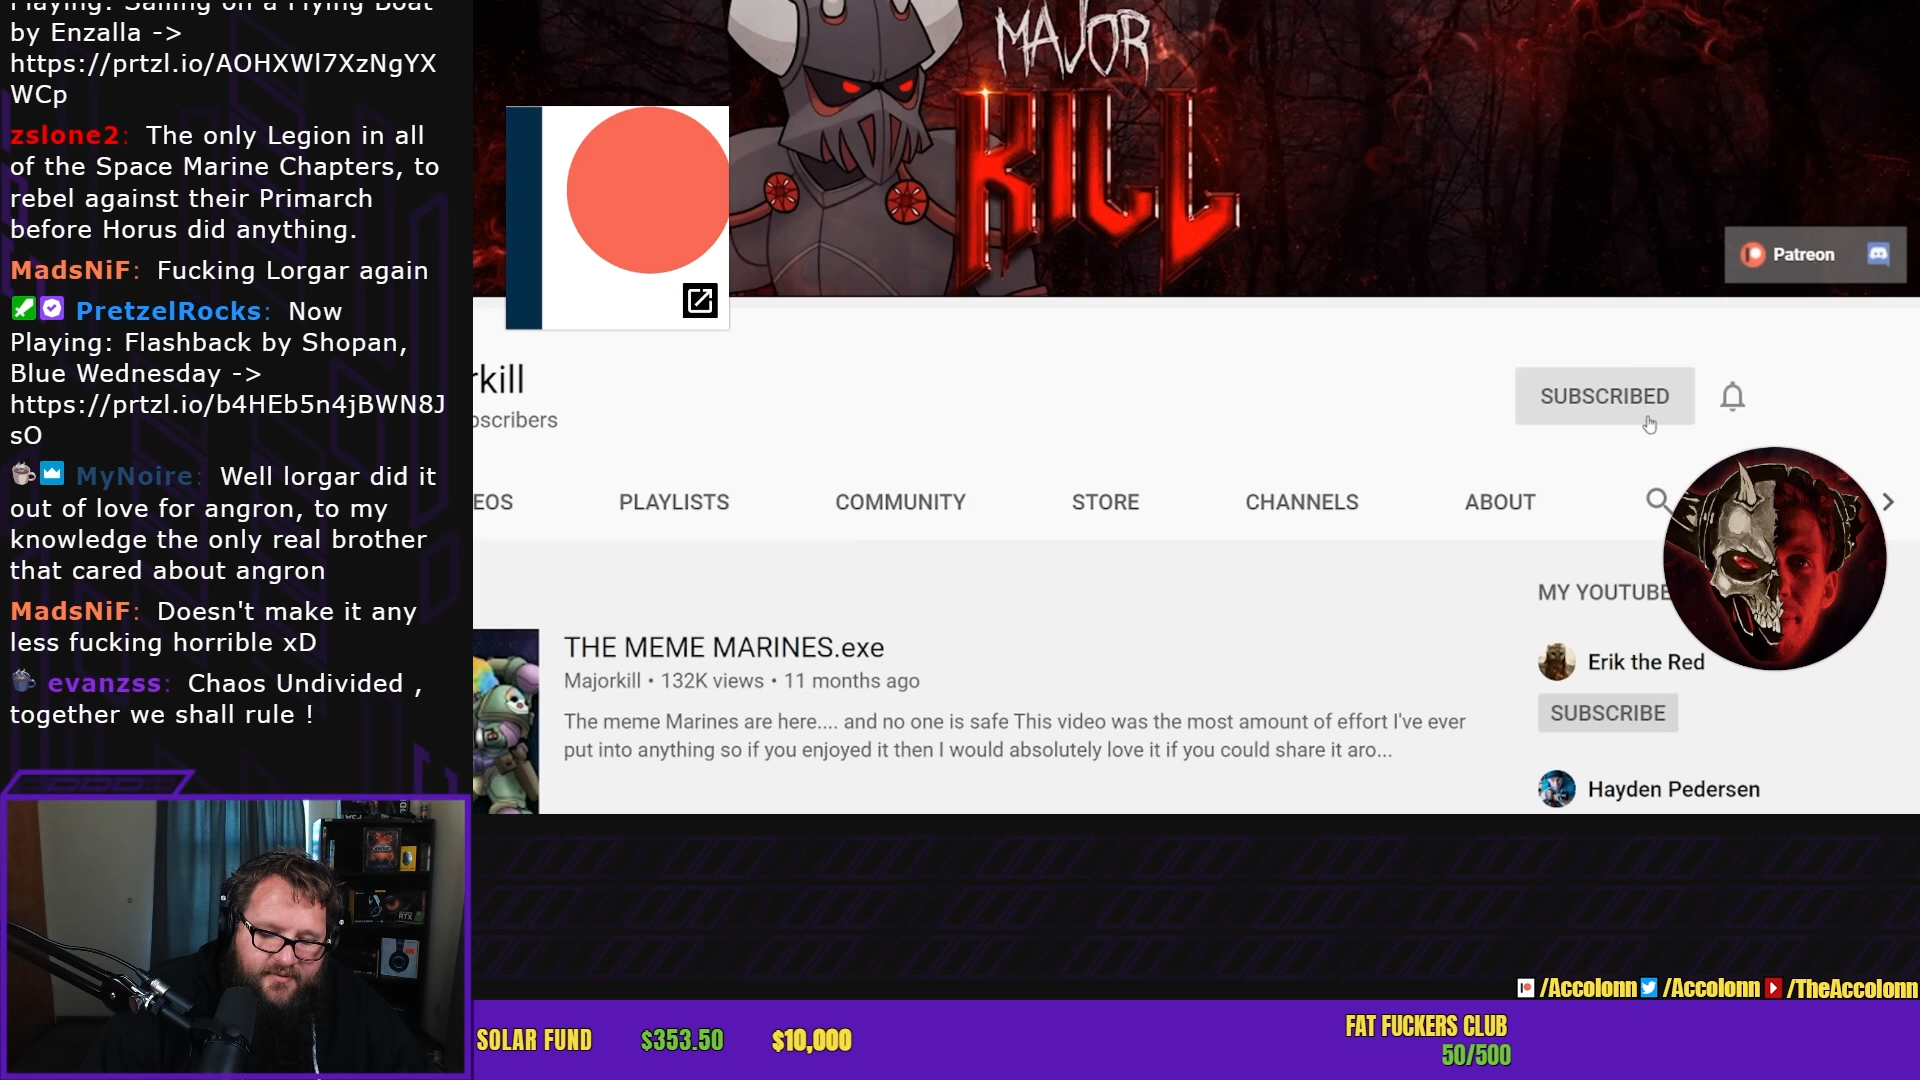 Playing: Sailing on a Flying Boat
by Enzalla ->
https://prtzl.io/AOHXWl7XzNgYX
WCp
zslone2: The only Legion in all
of the Space Marine Chapters, to
rebel against their Primarch
before Horus did anything.
MadsNiF: Fucking Lorgar again
PretzelRocks: Now
Playing: Flashback by Shopan,
Blue Wednesday ->
https://prtzl.io/b4HEb5n4jBWN8J
sO
MyNoire: Well lorgar did it
out of love for angron, to my
knowledge the only real brother
that cared about angron
MadsNiF: Doesn't make it any
less fucking horrible xD
evanzss: Chaos Undivided ,
together we shall rule !
MAJOR
KILL
Patreon
rkill
bscribers
SUBSCRIBED
EOS PLAYLISTS COMMUNITY STORE CHANNELS ABOUT
THE MEME MARINES.exe
Majorkill • 132K views • 11 months ago
The meme Marines are here.... and no one is safe This video was the most amount of effort I've ever
put into anything so if you enjoyed it then I would absolutely love it if you could share it aro...
MY YOUTUBE
Erik the Red
SUBSCRIBE
Hayden Pedersen
/Accolonn /Accolonn /TheAccolonn
SOLAR FUND $353.50 $10,000
FAT FUCKERS CLUB
50/500